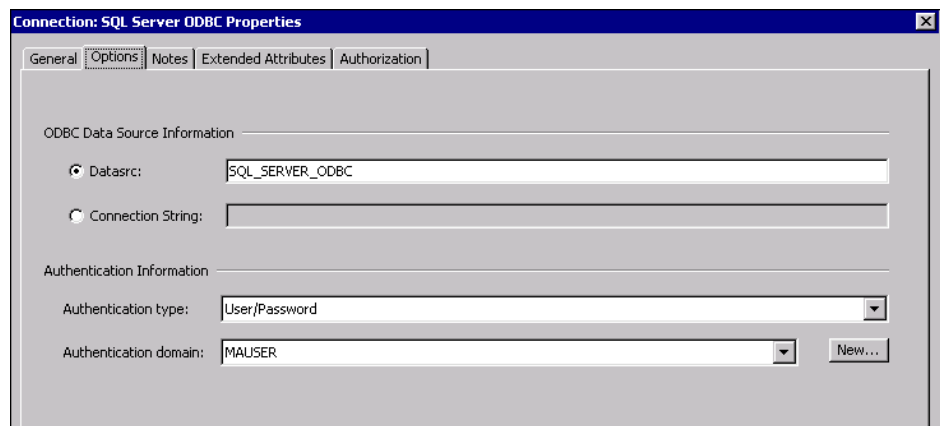 Connection: SQL Server ODBC Properties
General Options Notes Extended Attributes Authorization
ODBC Data Source Information
Datasrc: SQL_SERVER_ODBC
Connection String:
Authentication Information
Authentication type: User/Password
Authentication domain: MAUSER New...